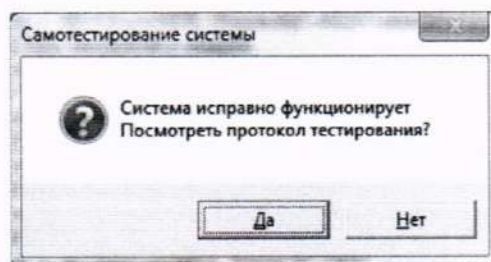 Самотестирование системы
Система исправно функционирует
Посмотреть протокол тестирования?
Да
Нет